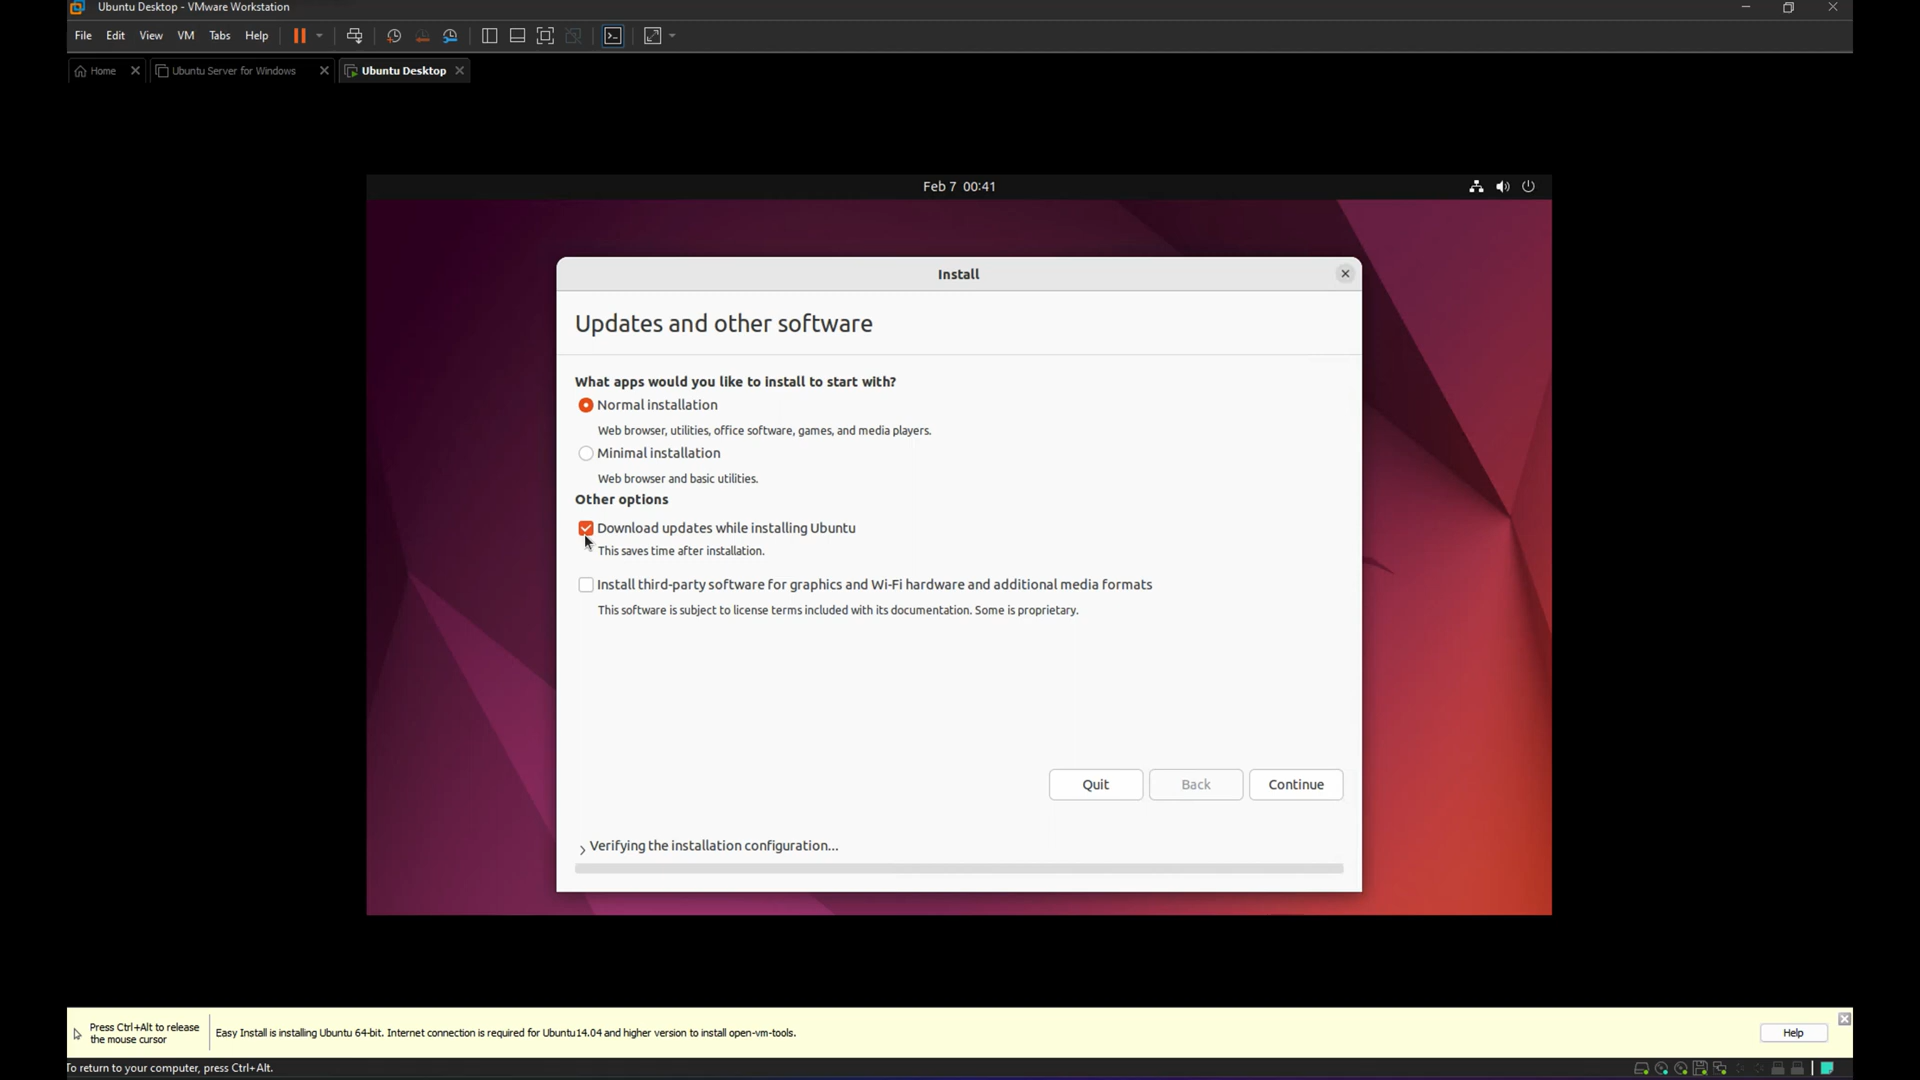 Ubuntu Desktop - VMware Workstation
File Edit View VM Tabs Help
Home Ubuntu Server for Windows Ubuntu Desktop
Feb 7 00:41
Install
Updates and other software
What apps would you like to install to start with?
Normal installation
Web browser, utilities, office software, games, and media players.
Minimal installation
Web browser and basic utilities.
Other options
Download updates while installing Ubuntu
This saves time after installation.
Install third-party software for graphics and Wi-Fi hardware and additional media formats
This software is subject to license terms included with its documentation. Some is proprietary.
Quit Back Continue
Verifying the installation configuration...
Press Ctrl+Alt to release
the mouse cursor
Easy Install is installing Ubuntu 64-bit. Internet connection is required for Ubuntu14.04 and higher version to install open-vm-tools.
Help
To return to your computer, press Ctrl+Alt.